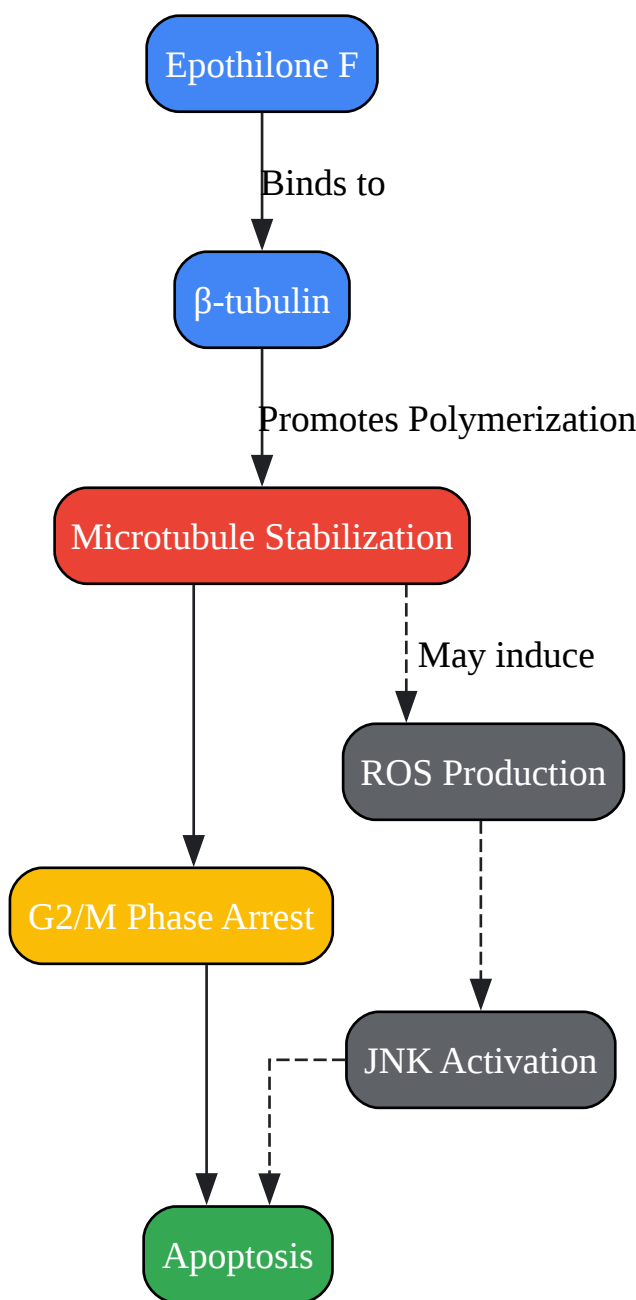 Epothilone F
Binds to
β-tubulin
Promotes Polymerization
Microtubule Stabilization
May induce
ROS Production
G2/M Phase Arrest
JNK Activation
Apoptosis